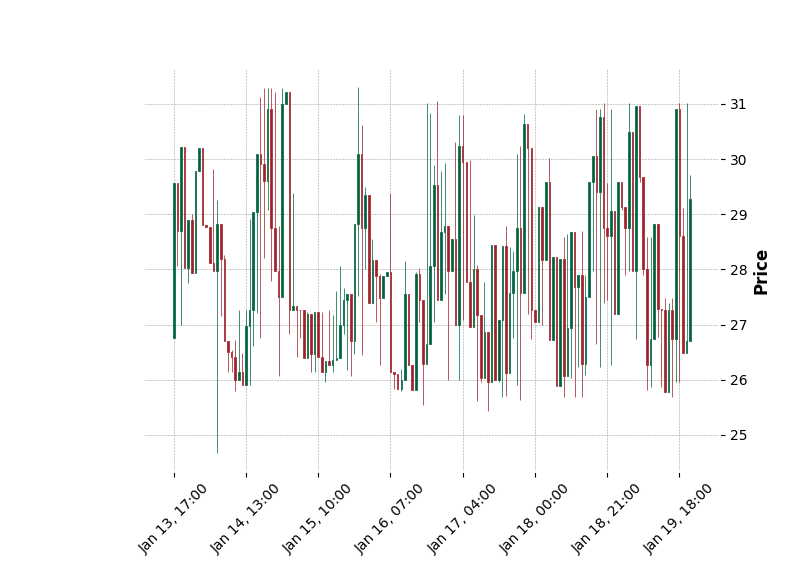 31
30
29
28
27
26
25
Price
Jan 13, 17:00
Jan 14, 13:00
Jan 15, 10:00
Jan 16, 07:00
Jan 17, 04:00
Jan 18, 00:00
Jan 18, 21:00
Jan 19, 18:00